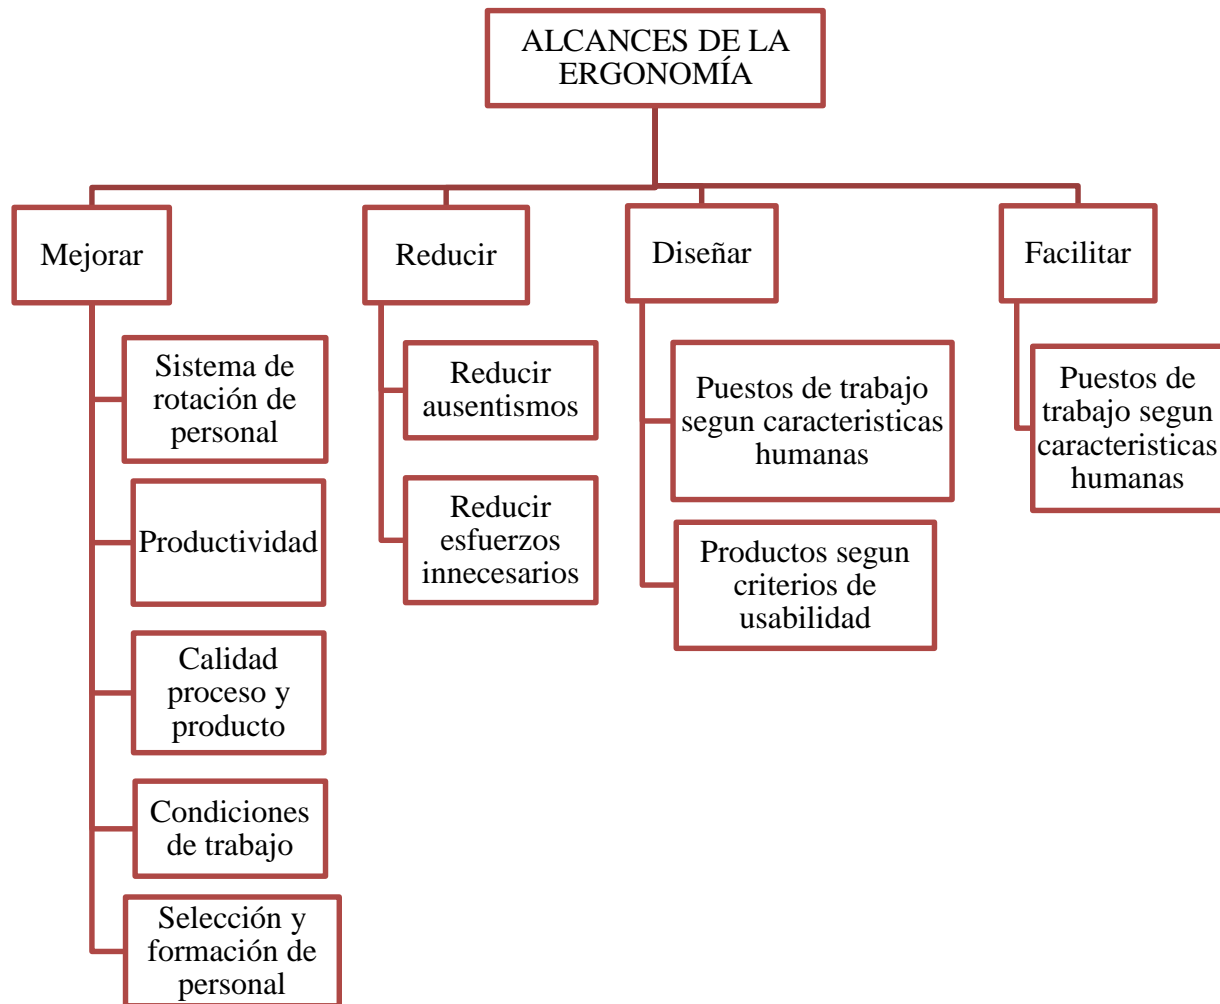 ALCANCES DE LA
ERGONOMÍA
Mejorar
Sistema de
rotación de
personal
Productividad
Calidad
proceso y
producto
Condiciones
de trabajo
Selección y
formación de
personal
Reducir
Reducir
ausentismos
Reducir
esfuerzos
innecesarios
Diseñar
Puestos de trabajo
segun caracteristicas
humanas
Productos segun
criterios de
usabilidad
Facilitar
Puestos de
trabajo segun
caracteristicas
humanas